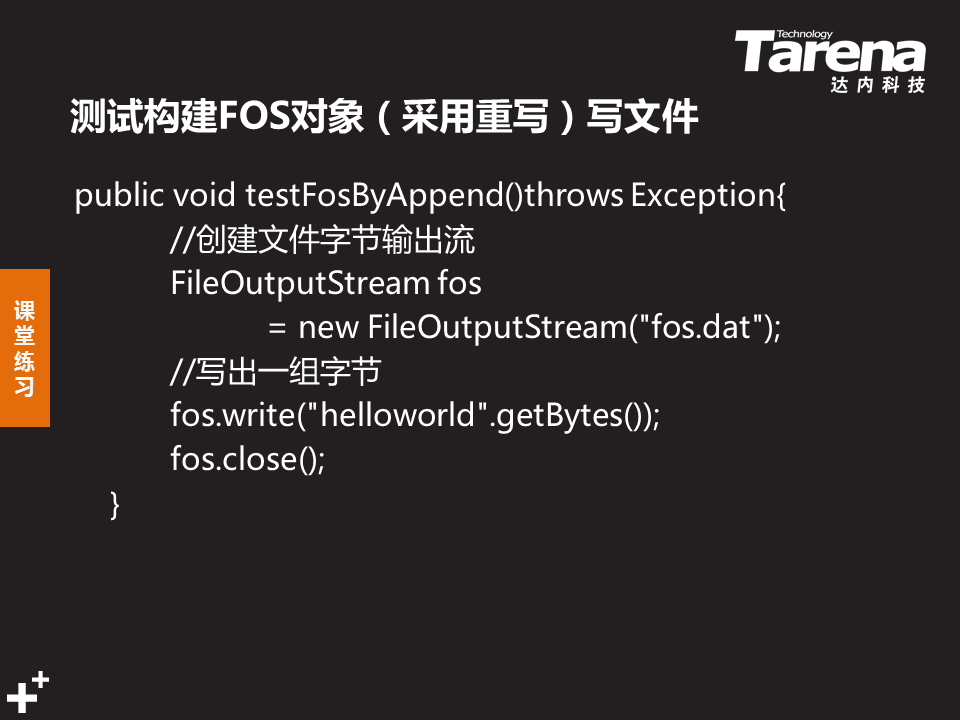 Technology
Tarena
达内科技
测试构建FOS对象（采用重写）写文件
public void testFosByAppend()throws Exception{
//创建文件字节输出流
FileOutputStream fos
= new FileOutputStream("fos.dat");
//写出一组字节
fos.write("helloworld".getBytes());
fos.close();
}
课
堂
练
习